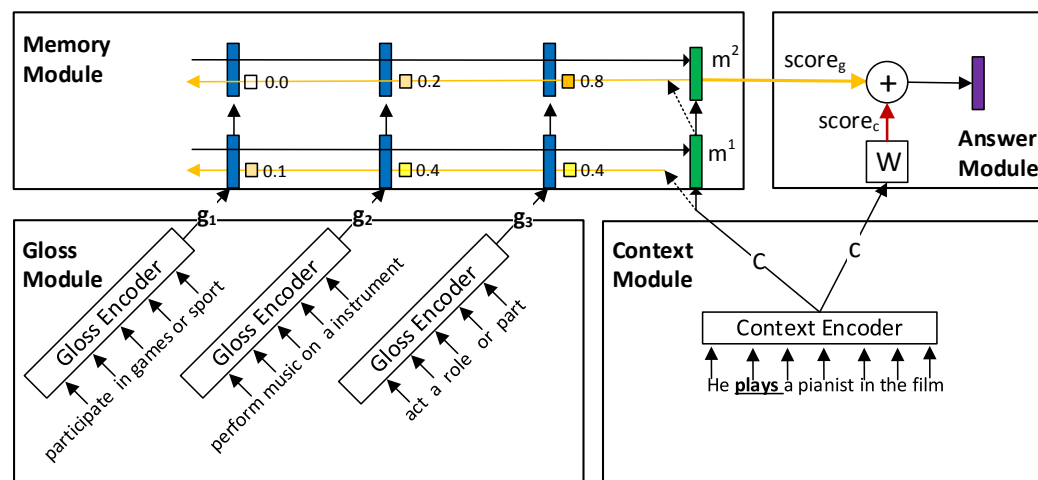 Memory
Module
0.0
0.2
0.8
m2
0.1
0.4
0.4
m1
scoreg
+
scorec
W
Answer
Module
Gloss
Module
g1
g2
g3
Gloss Encoder
Gloss Encoder
Gloss Encoder
participate in games or sport
perform music on a instrument
act a role or part
Context
Module
C
C
Context Encoder
He plays a pianist in the film